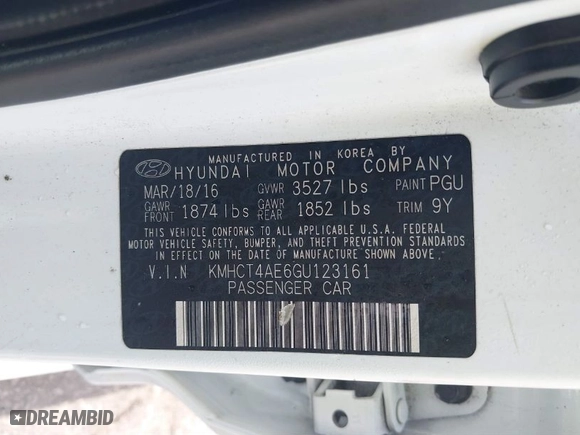 MANUFACTURED IN KOREA BY
HYUNDAI MOTOR COMPANY
MAR/18/16 GVWR 3527 lbs PAINT PGU
GAWR FRONT 1874 lbs GAWR REAR 1852 lbs TRIM 9Y
THIS VEHICLE CONFORMS TO ALL APPLICABLE U.S.A. FEDERAL
MOTOR VEHICLE SAFETY, BUMPER, AND THEFT PREVENTION
STANDARDS IN EFFECT ON THE DATE OF MANUFACTURE SHOWN ABOVE.
V.I.N KMHCT4AE6GU123161
PASSENGER CAR
DREAMBID